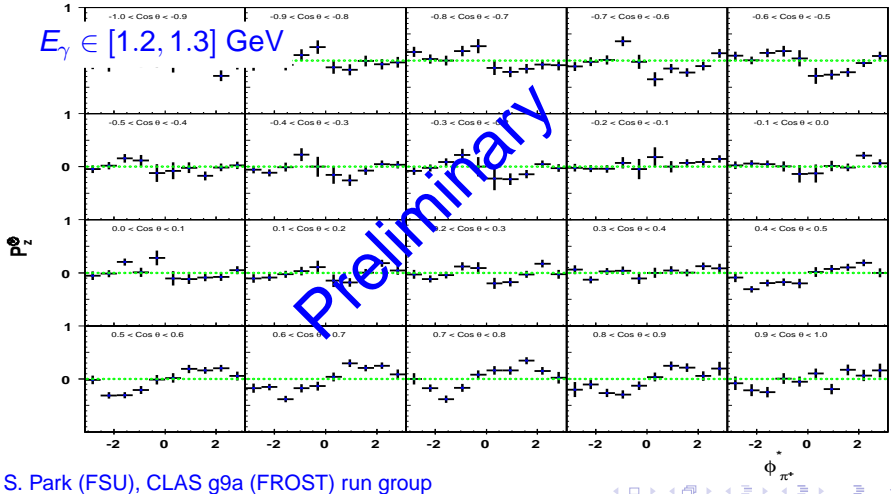 -1.0 < Cos θ < -0.9
-0.9 < Cos θ < -0.8
-0.8 < Cos θ < -0.7
-0.7 < Cos θ < -0.6
-0.6 < Cos θ < -0.5
E_γ ∈ [1.2, 1.3] GeV
1
-0.5 < Cos θ < -0.4
-0.4 < Cos θ < -0.3
-0.3 < Cos θ <
-0.2 < Cos θ < -0.1
-0.1 < Cos θ < 0.0
1
0
Preliminary
0.0 < Cos θ < 0.1
0.1 < Cos θ < 0.2
< Cos θ < 0.3
0.3 < Cos θ < 0.4
0.4 < Cos θ < 0.5
1
0
0.5 < Cos θ < 0.6
0.6 < Cos θ < 0.7
0.7 < Cos θ < 0.8
0.8 < Cos θ < 0.9
0.9 < Cos θ < 1.0
1
0
-2 0 2 -2 0 2 -2 0 2 -2 0 2 -2 0 2
φ*_π+
S. Park (FSU), CLAS g9a (FROST) run group